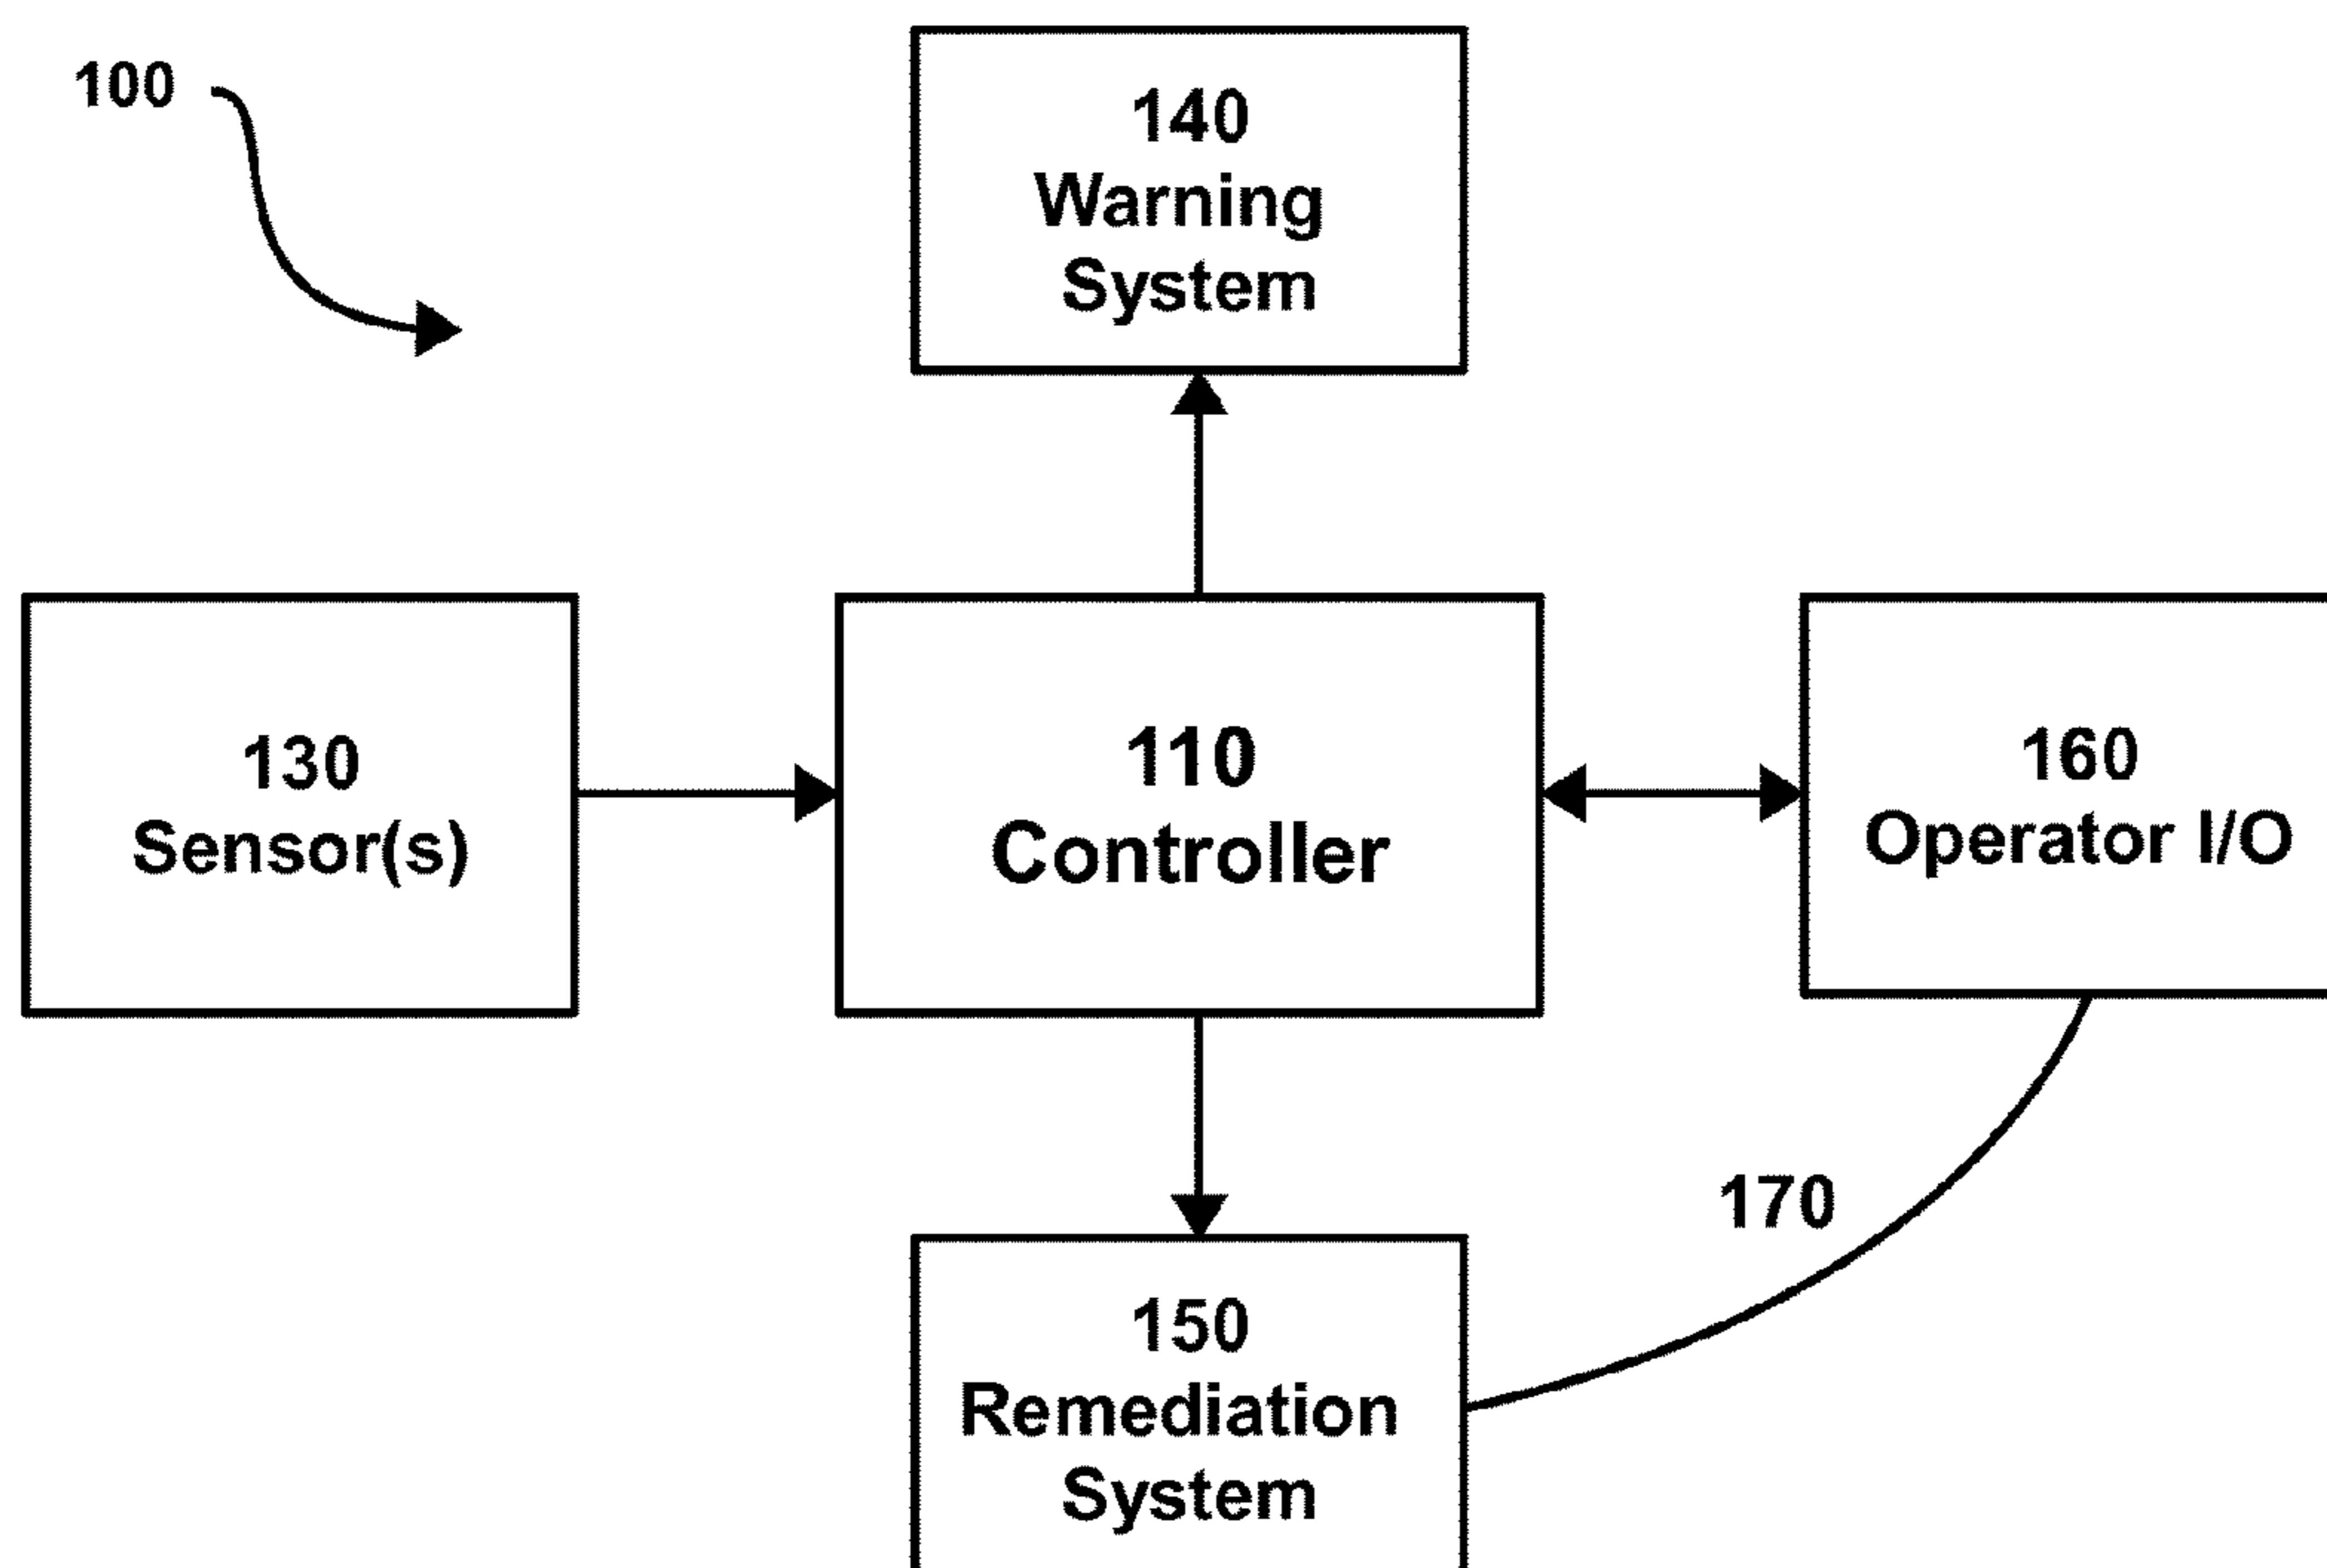 100
140
Warning
System
130
Sensor(s)
110
Controller
160
Operator I/O
170
150
Remediation
System